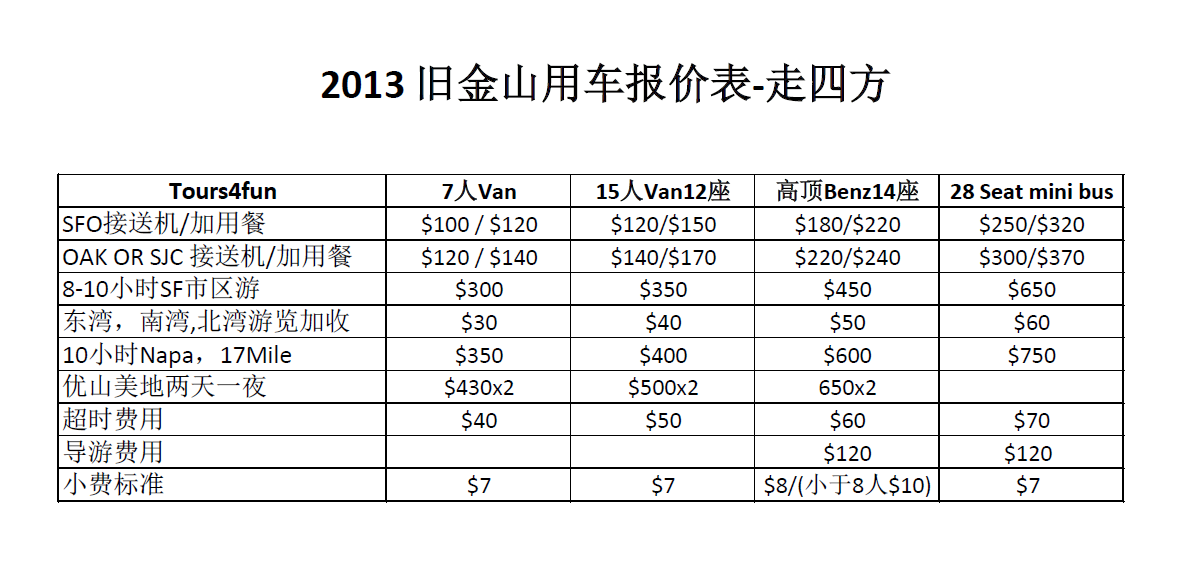 2013 旧金山用车报价表-走四方
Tours4fun 7人Van 15人Van12座 高顶Benz14座 28 Seat mini bus
SFO接送机/加用餐 $100 / $120 $120/$150 $180/$220 $250/$320
OAK OR SJC 接送机/加用餐 $120 / $140 $140/$170 $220/$240 $300/$370
8-10小时SF市区游 $300 $350 $450 $650
东湾，南湾,北湾游览加收 $30 $40 $50 $60
10小时Napa，17Mile $350 $400 $600 $750
优山美地两天一夜 $430x2 $500x2 650x2
超时费用 $40 $50 $60 $70
导游费用 $120 $120
小费标准 $7 $7 $8/(小于8人$10) $7